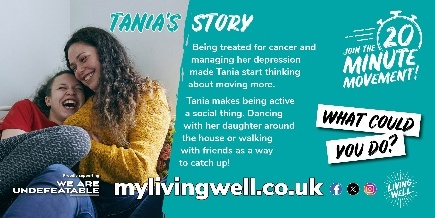 TANIA'S STORY
Being treated for cancer and
managing her depression
made Tania start thinking
about moving more.
Tania makes being active
a social thing. Dancing
with her daughter around
the house or walking
with friends as a way
to catch up!
JOIN THE
20
MINUTE
MOVEMENT!
WHAT COULD
YOU DO?
Proudly supporting
WE ARE
UNDEFEATABLE
mylivingwell.co.uk
LIVING
WELL